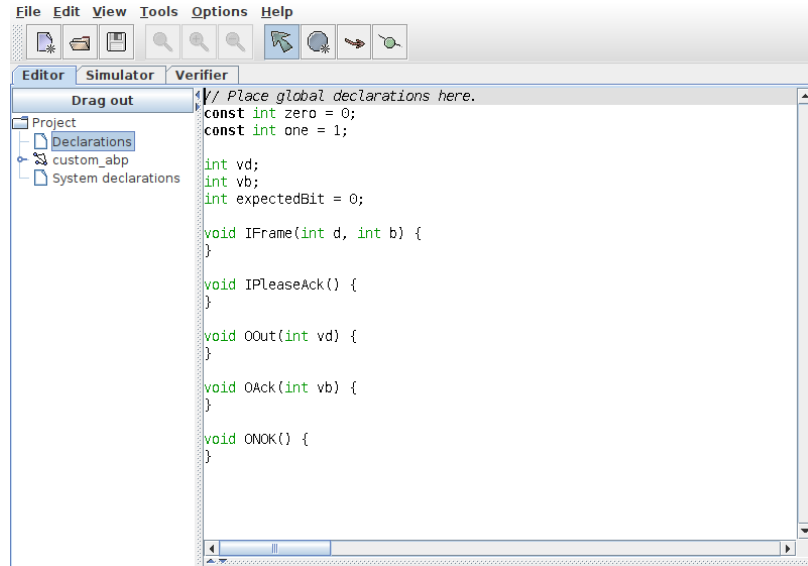 File Edit View Tools Options Help
Editor Simulator Verifier
Drag out
Project
Declarations
custom_abp
System declarations
// Place global declarations here.
const int zero = 0;
const int one = 1;
int vd;
int vb;
int expectedBit = 0;
void IFrame(int d, int b) {
}
void IPleaseAck() {
}
void OOut(int vd) {
}
void OAck(int vb) {
}
void ONOK() {
}